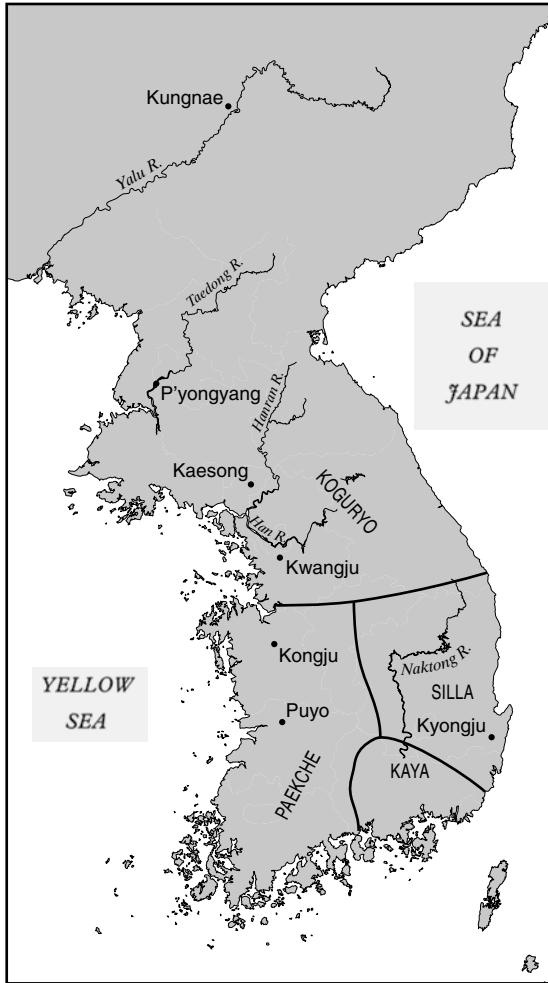 Kungnae
Yalu R.
Taedong R.
SEA
OF
JAPAN
P'yongyang
Hanran R.
Kaesong
KOGURYO
Han R.
Kwangju
Kongju
Naktong R.
YELLOW
SEA
SILLA
Puyo
Kyongju
KAYA
PAEKCHE